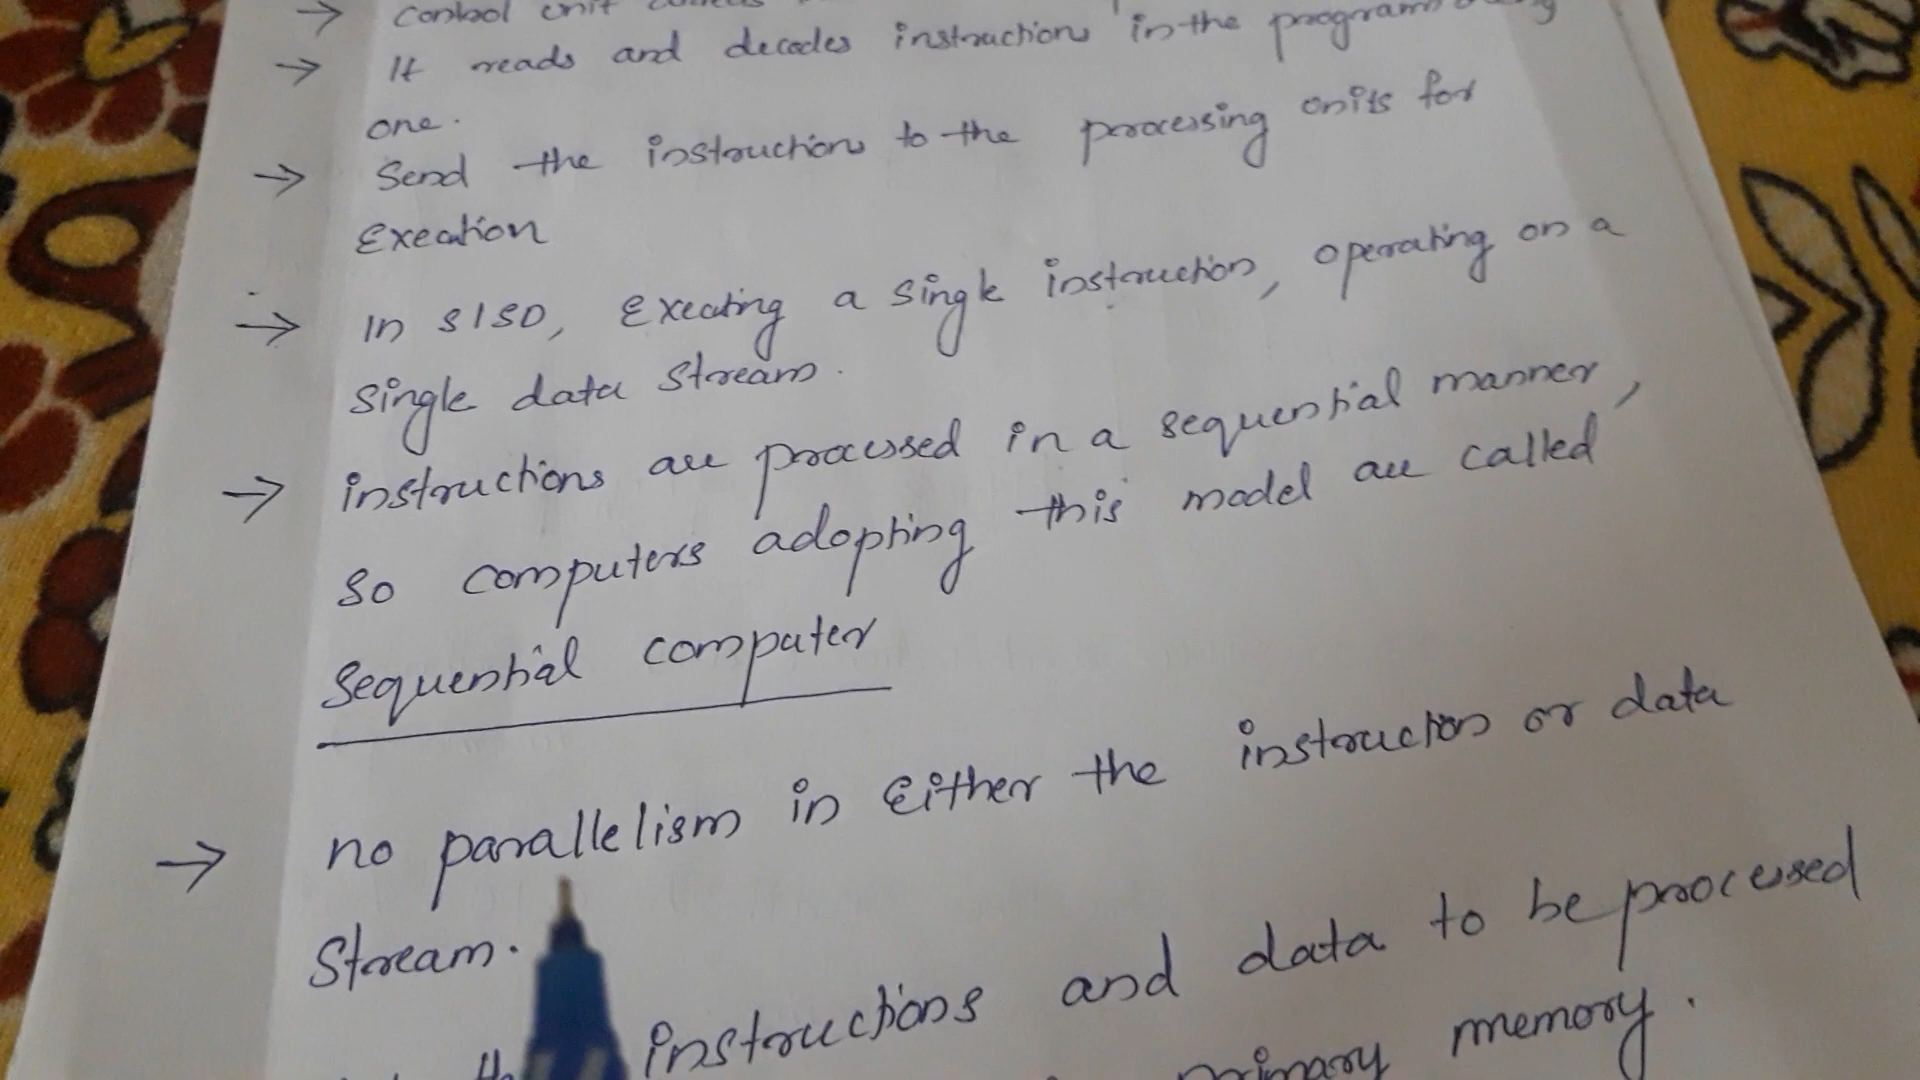 → Control unit
→ It reads and decodes instructions in the program
one.
→ Send the instructions to the processing units for
Execution
→ In SISD, Executing a single instruction, operating on a
single data stream.
→ instructions are processed in a sequential manner,
So computers adopting this model are called
Sequential computer
→ no parallelism in Either the instruction or data
Stream.
instructions and data to be processed
primary memory.